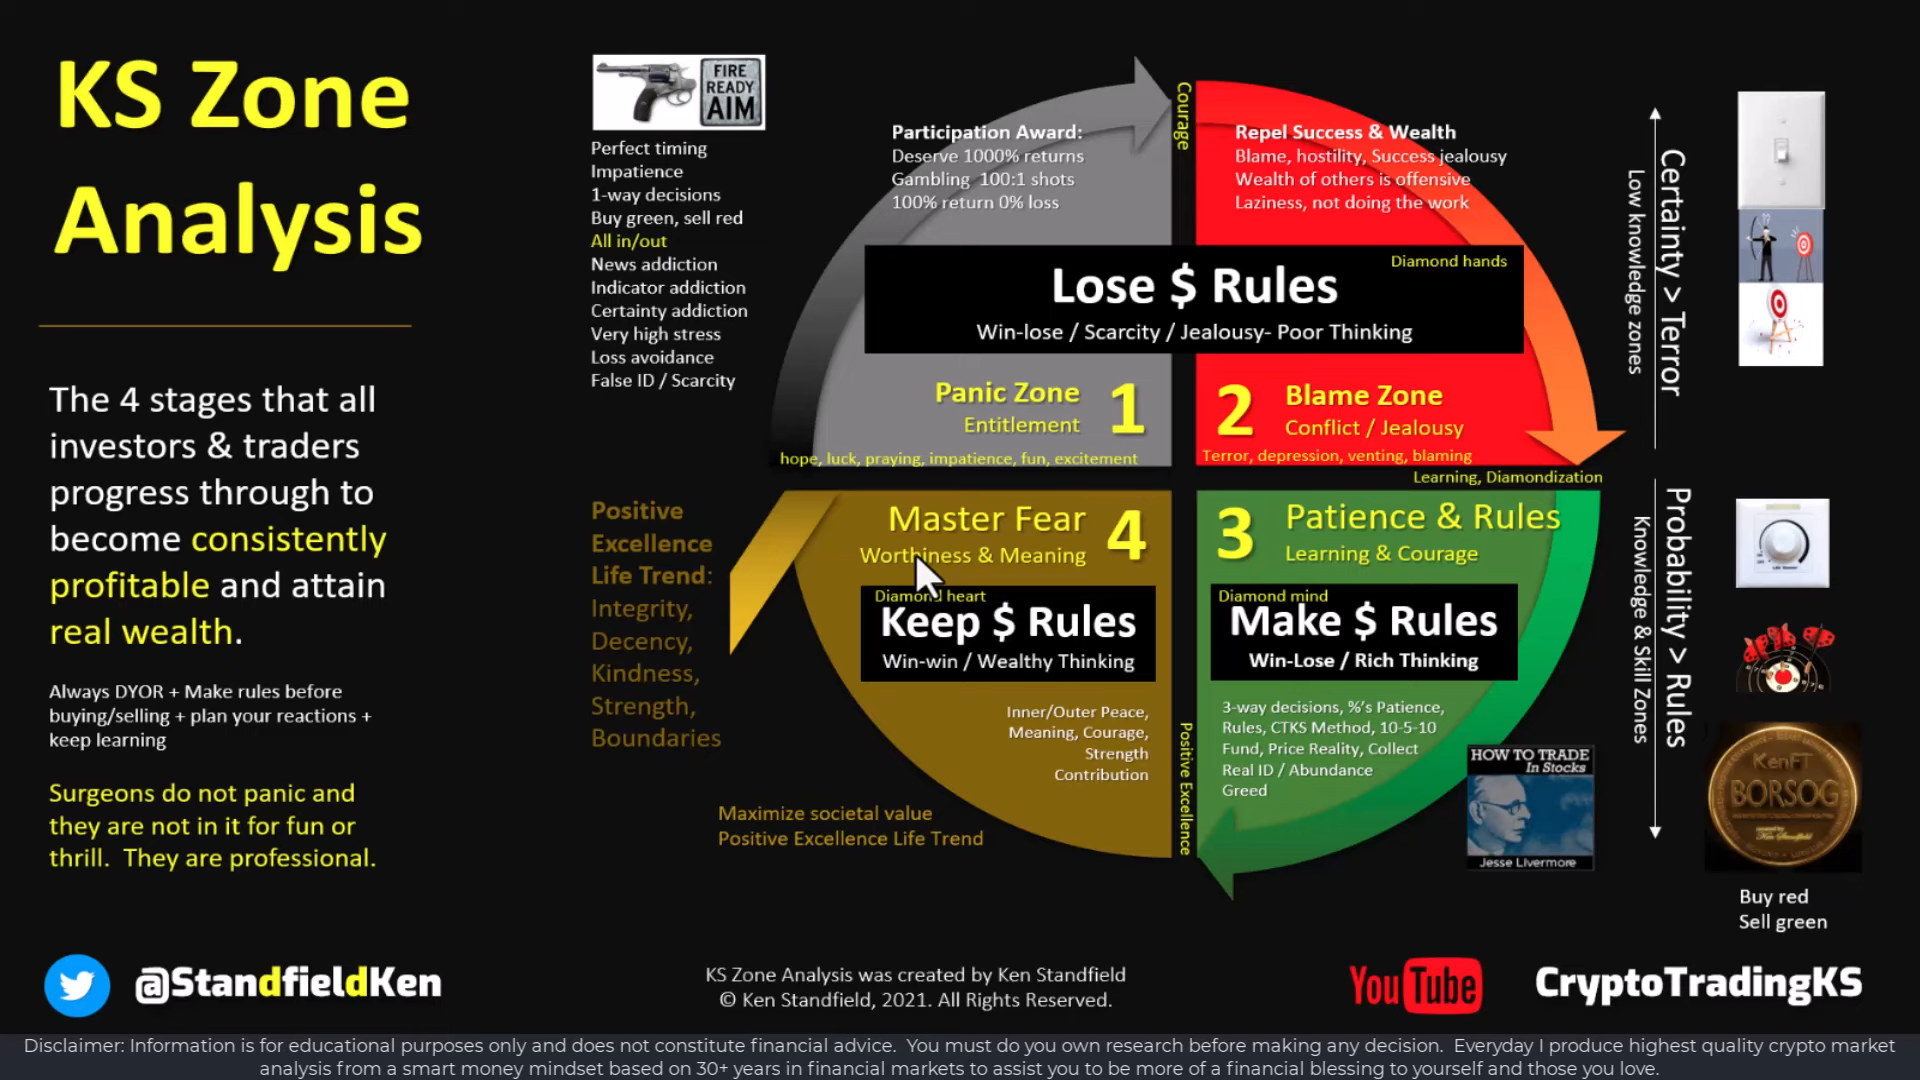 KS Zone
Analysis
The 4 stages that all
investors & traders
progress through to
become consistently
profitable and attain
real wealth.
Always DYOR + Make rules before
buying/selling + plan your reactions +
keep learning
Surgeons do not panic and
they are not in it for fun or
thrill. They are professional.
FIRE
READY
AIM
Perfect timing
Impatience
1-way decisions
Buy green, sell red
All in/out
News addiction
Indicator addiction
Certainty addiction
Very high stress
Loss avoidance
False ID / Scarcity
Participation Award:
Deserve 1000% returns
Gambling 100:1 shots
100% return 0% loss
Courage
Repel Success & Wealth
Blame, hostility, Success jealousy
Wealth of others is offensive
Laziness, not doing the work
Diamond hands
Lose $ Rules
Win-lose / Scarcity / Jealousy- Poor Thinking
Panic Zone
Entitlement
1
hope, luck, praying, impatience, fun, excitement
2
Blame Zone
Conflict / Jealousy
Terror, depression, venting, blaming
Learning, Diamondization
Certainty > Terror
Low knowledge zones
Positive
Excellence
Life Trend:
Integrity,
Decency,
Kindness,
Strength,
Boundaries
Master Fear
Worthiness & Meaning
4
Diamond heart
Keep $ Rules
Win-win / Wealthy Thinking
Inner/Outer Peace,
Meaning, Courage,
Strength
Contribution
Maximize societal value
Positive Excellence Life Trend
Positive Excellence
3
Patience & Rules
Learning & Courage
Diamond mind
Make $ Rules
Win-Lose / Rich Thinking
3-way decisions, %'s Patience,
Rules, CTKS Method, 10-5-10
Fund, Price Reality, Collect
Real ID / Abundance
Greed
HOW TO TRADE
In Stocks
Jesse Livermore
Probability > Rules
Knowledge & Skill Zones
KenFT
BORSOG
Buy red
Sell green
@StandfieldKen
KS Zone Analysis was created by Ken Standfield
© Ken Standfield, 2021. All Rights Reserved.
YouTube
CryptoTradingKS
Disclaimer: Information is for educational purposes only and does not constitute financial advice. You must do you own research before making any decision. Everyday I produce highest quality crypto market
analysis from a smart money mindset based on 30+ years in financial markets to assist you to be more of a financial blessing to yourself and those you love.